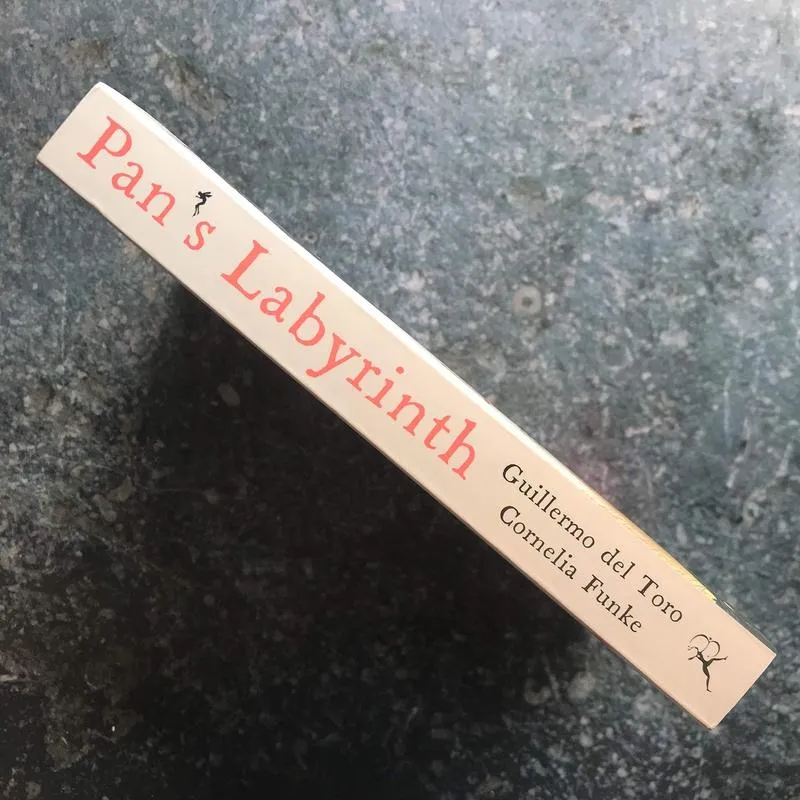 Pan's Labyrinth
Guillermo del Toro
Cornelia Funke